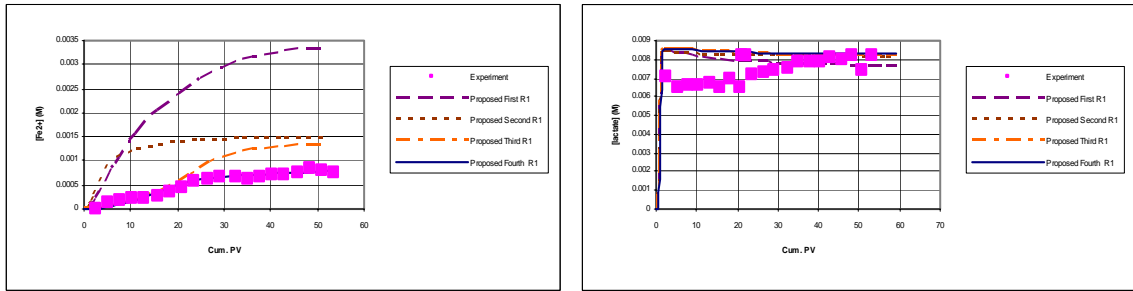 0.0035
0.003
0.0025
0.002
0.0015
0.001
0.0005
0
[Fe2+] (M)
0 10 20 30 40 50 60
Cum. PV
Experiment
Proposed First R1
Proposed Second R1
Proposed Third R1
Proposed Fourth R1
0.009
0.008
0.007
0.006
0.005
0.004
0.003
0.002
0.001
0
[lactate] (M)
0 10 20 30 40 50 60 70
Cum. PV
Experiment
Proposed First R1
Proposed Second R1
Proposed Third R1
Proposed Fourth R1